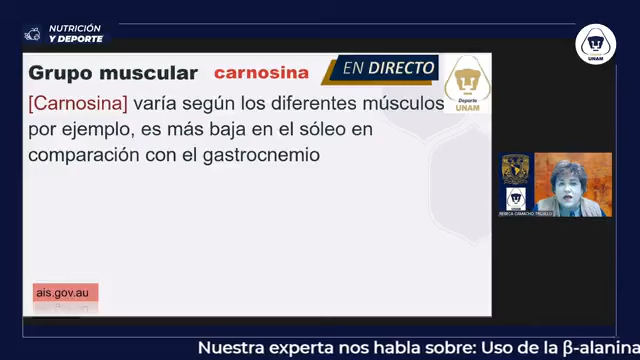 NUTRICIÓN
Y DEPORTE
UNAM
Grupo muscular carnosina
EN DIRECTO
Deporte
UNAM
[Carnosina] varía según los diferentes músculos
por ejemplo, es más baja en el sóleo en
comparación con el gastrocnemio
UNAM
REBECA CAMACHO TRUJILLO
ais.gov.au
Nuestra experta nos habla sobre: Uso de la β-alanina